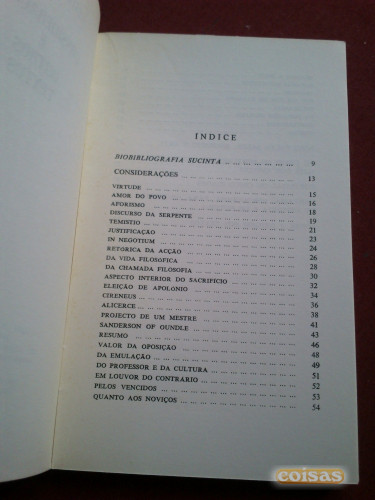 INDICE
BIOBIBLIOGRAFIA SUCINTA ... ... ... ... ... ... ... 9
CONSIDERAÇÕES ... ... ... ... ... ... ... ... ... ... 13
VIRTUDE ... ... ... ... ... ... ... ... ... ... ... 15
AMOR DO POVO ... ... ... ... ... ... ... ... ... 16
AFORISMO ... ... ... ... ... ... ... ... ... ... 18
DISCURSO DA SERPENTE ... ... ... ... ... ... ... 19
TEMISTIO ... ... ... ... ... ... ... ... ... ... 21
JUSTIFICAÇÃO ... ... ... ... ... ... ... ... ... 23
IN NEGOTIUM ... ... ... ... ... ... ... ... ... 24
RETÓRICA DA ACÇÃO ... ... ... ... ... ... ... ... 26
DA VIDA FILOSOFICA ... ... ... ... ... ... ... ... 28
DA CHAMADA FILOSOFIA ... ... ... ... ... ... ... 30
ASPECTO INTERIOR DO SACRIFICIO ... ... ... ... ... 32
ELEIÇÃO DE APOLONIO ... ... ... ... ... ... ... 34
CIRENEUS ... ... ... ... ... ... ... ... ... ... 36
ALICERCE ... ... ... ... ... ... ... ... ... ... 38
PROJECTO DE UM MESTRE ... ... ... ... ... ... ... 41
SANDERSON OF OUNDLE ... ... ... ... ... ... ... 43
RESUMO ... ... ... ... ... ... ... ... ... ... 46
VALOR DA OPOSIÇÃO ... ... ... ... ... ... ... ... 48
DA EMULAÇÃO ... ... ... ... ... ... ... ... ... 49
DO PROFESSOR E DA CULTURA ... ... ... ... ... ... 51
EM LOUVOR DO CONTRARIO ... ... ... ... ... ... ... 52
PELOS VENCIDOS ... ... ... ... ... ... ... ... ... 53
QUANTO AOS NOVIÇOS ... ... ... ... ... ... ... ... 54
coisas